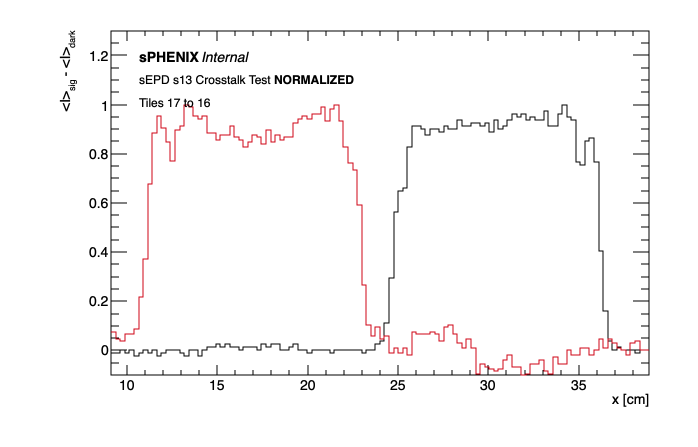 <I>sig - <I>dark
1.2
1
0.8
0.6
0.4
0.2
0
sPHENIX Internal
sEPD s13 Crosstalk Test NORMALIZED
Tiles 17 to 16
10 15 20 25 30 35
x [cm]